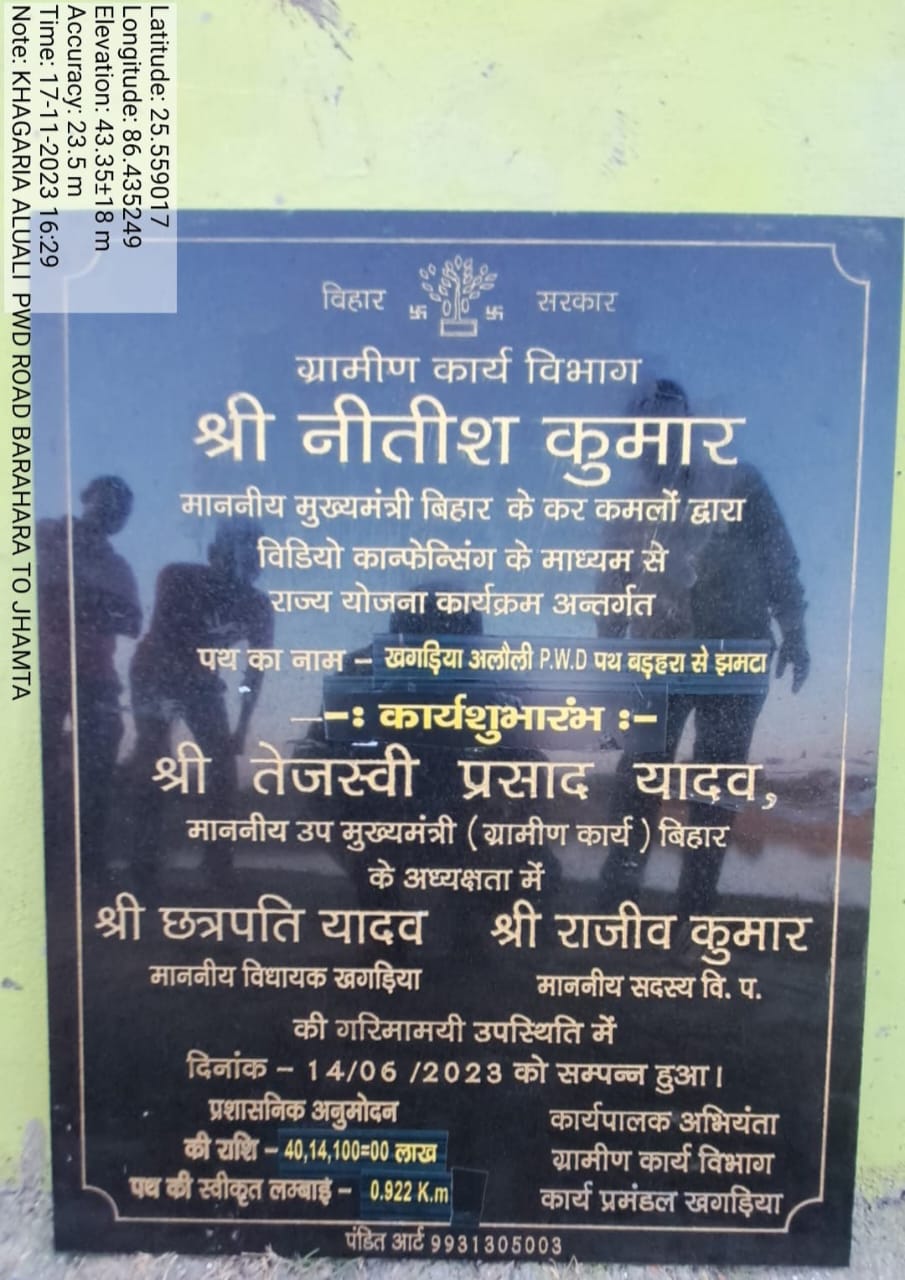 Latitude: 25.559017
Longitude: 86.435249
Elevation: 43.35±18 m
Accuracy: 23.5 m
Time: 17-11-2023 16:29
Note: KHAGARIA ALUALI PWD ROAD BARAHARA TO JHAMTA
बिहार सरकार
ग्रामीण कार्य विभाग
श्री नीतीश कुमार
माननीय मुख्यमंत्री बिहार के कर कमलों द्वारा
विडियो कान्फेन्सिंग के माध्यम से
राज्य योजना कार्यक्रम अन्तर्गत
पथ का नाम – खगड़िया अलौली P.W.D पथ बड़हरा से झमटा
—-: कार्यशुभारंभ :-
श्री तेजस्वी प्रसाद यादव,
माननीय उप मुख्यमंत्री ( ग्रामीण कार्य ) बिहार
के अध्यक्षता में
श्री छत्रपति यादव श्री राजीव कुमार
माननीय विधायक खगड़िया माननीय सदस्य वि. प.
की गरिमामयी उपस्थिति में
दिनांक – 14/06 /2023 को सम्पन्न हुआ।
प्रशासनिक अनुमोदन कार्यपालक अभियंता
की राशि – 40,14,100=00 लाख ग्रामीण कार्य विभाग
पथ की स्वीकृत लम्बाई – 0.922 K.m कार्य प्रमंडल खगड़िया
पंडित आर्ट 9931305003